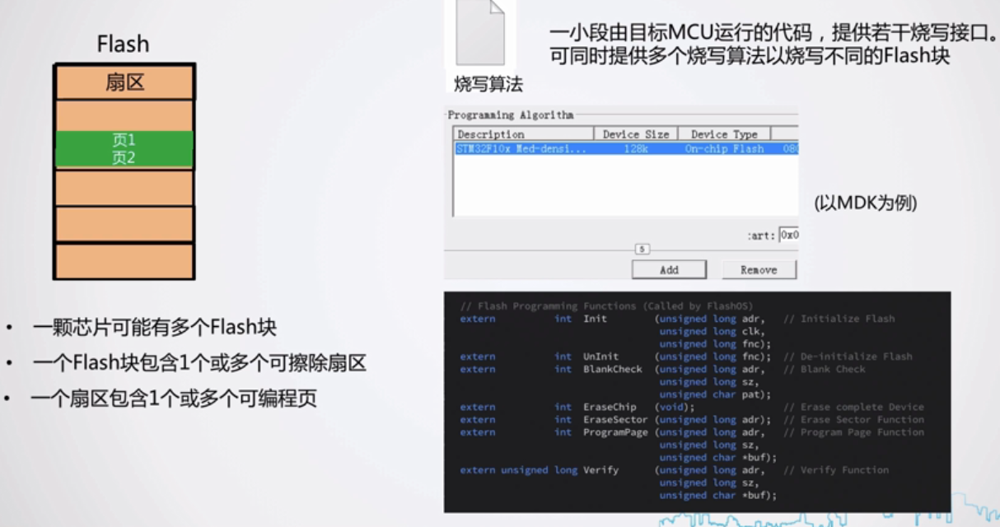 Flash
扇区
页1
页2
• 一颗芯片可能有多个Flash块
• 一个Flash块包含1个或多个可擦除扇区
• 一个扇区包含1个或多个可编程页
烧写算法
一小段由目标MCU运行的代码，提供若干烧写接口。
可同时提供多个烧写算法以烧写不同的Flash块
Programming Algorithm
Description Device Size Device Type
STM32F10x Med-densi... 128k On-chip Flash 080
:art: 0x0
5
Add Remove
(以MDK为例)
// Flash Programming Functions (Called by FlashOS)
extern int Init (unsigned long adr, // Initialize Flash
unsigned long clk,
unsigned long fnc);
extern int UnInit (unsigned long fnc); // De-initialize Flash
extern int BlankCheck (unsigned long adr, // Blank Check
unsigned long sz,
unsigned char pat);
extern int EraseChip (void); // Erase complete Device
extern int EraseSector (unsigned long adr); // Erase Sector Function
extern int ProgramPage (unsigned long adr, // Program Page Function
unsigned long sz,
unsigned char *buf);
extern unsigned long Verify (unsigned long adr, // Verify Function
unsigned long sz,
unsigned char *buf);